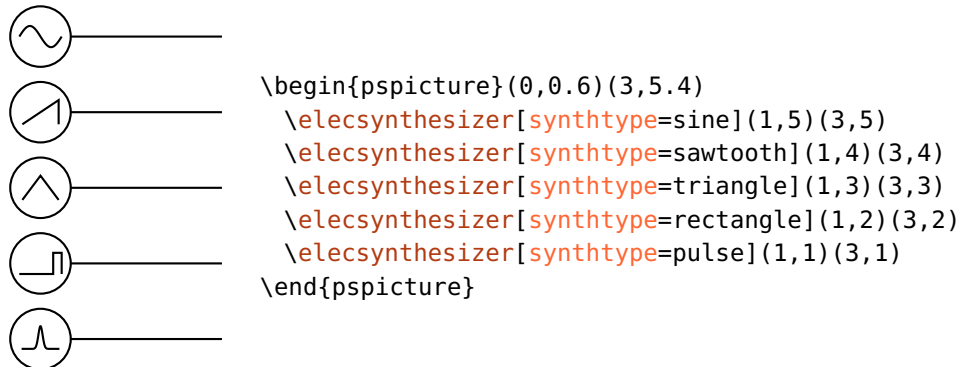 \begin{pspicture}(0,0.6)(3,5.4)
\elecsynthesizer[synthtype=sine](1,5)(3,5)
\elecsynthesizer[synthtype=sawtooth](1,4)(3,4)
\elecsynthesizer[synthtype=triangle](1,3)(3,3)
\elecsynthesizer[synthtype=rectangle](1,2)(3,2)
\elecsynthesizer[synthtype=pulse](1,1)(3,1)
\end{pspicture}